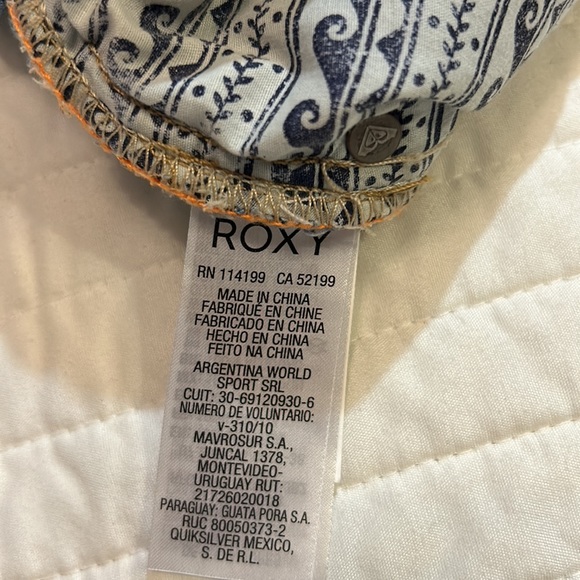 ROXY
RN 114199 CA 52199
MADE IN CHINA
FABRIQUÉ EN CHINE
FABRICADO EN CHINA
HECHO EN CHINA
FEITO NA CHINA
ARGENTINA WORLD
SPORT SRL
CUIT: 30-69120930-6
NUMERO DE VOLUNTARIO:
v-310/10
MAVROSUR S.A.,
JUNCAL 1378,
MONTEVIDEO-
URUGUAY RUT:
21726020018
PARAGUAY: GUATA PORA S.A.
RUC 80050373-2
QUIKSILVER MEXICO,
S. DE R.L.